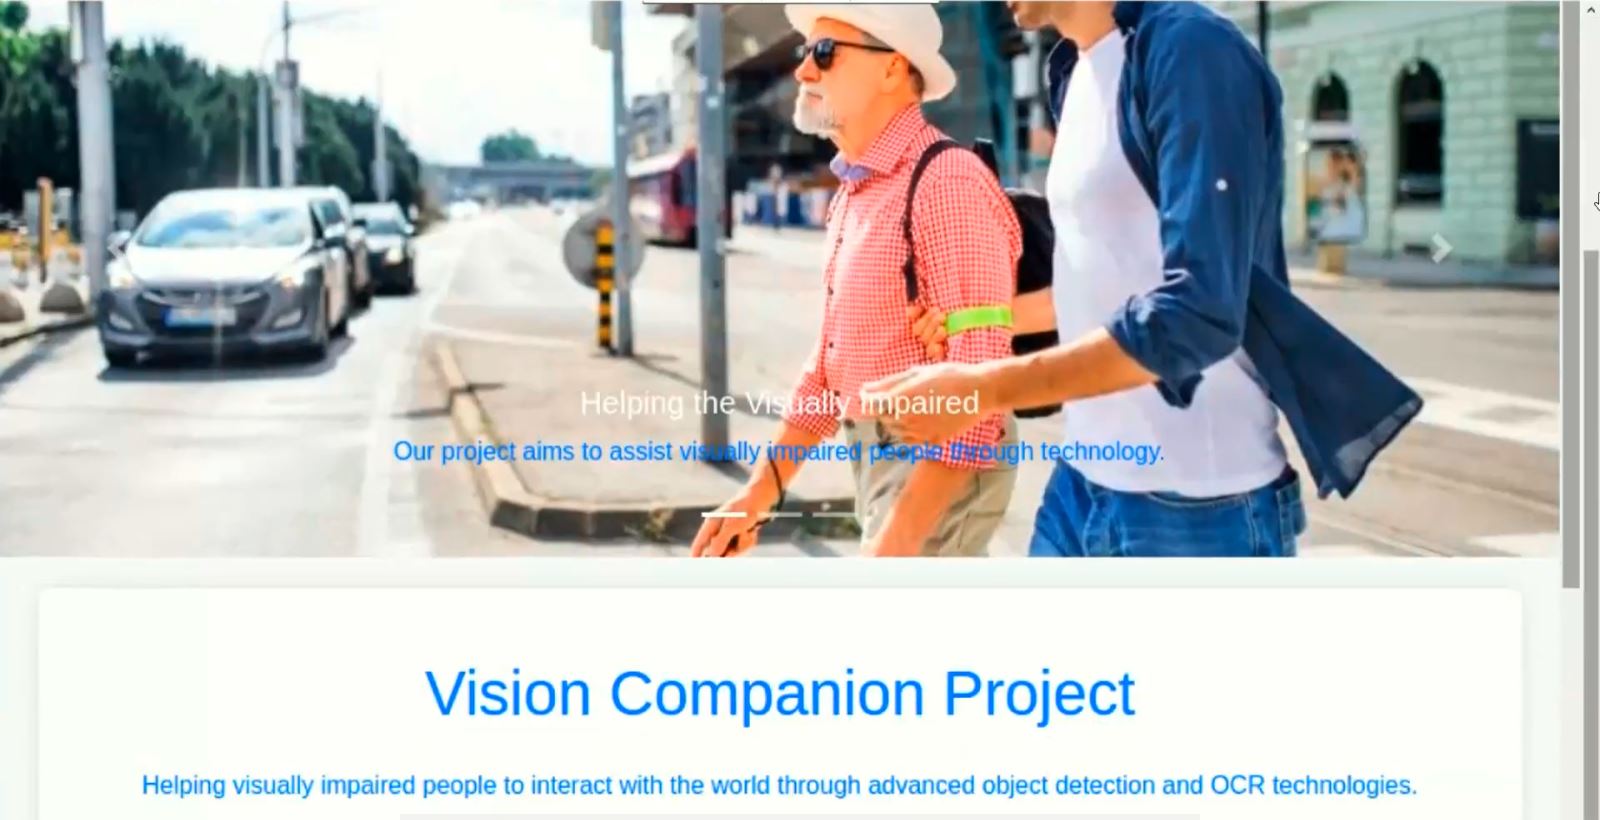 Helping the Visually Impaired
Our project aims to assist visually impaired people through technology.
Vision Companion Project
Helping visually impaired people to interact with the world through advanced object detection and OCR technologies.